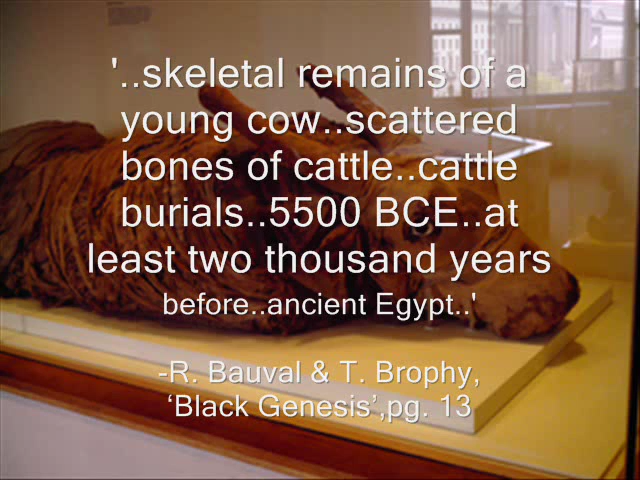 '..skeletal remains of a
young cow..scattered
bones of cattle..cattle
burials..5500 BCE..at
least two thousand years
before..ancient Egypt..'
-R. Bauval & T. Brophy,
‘Black Genesis’,pg. 13